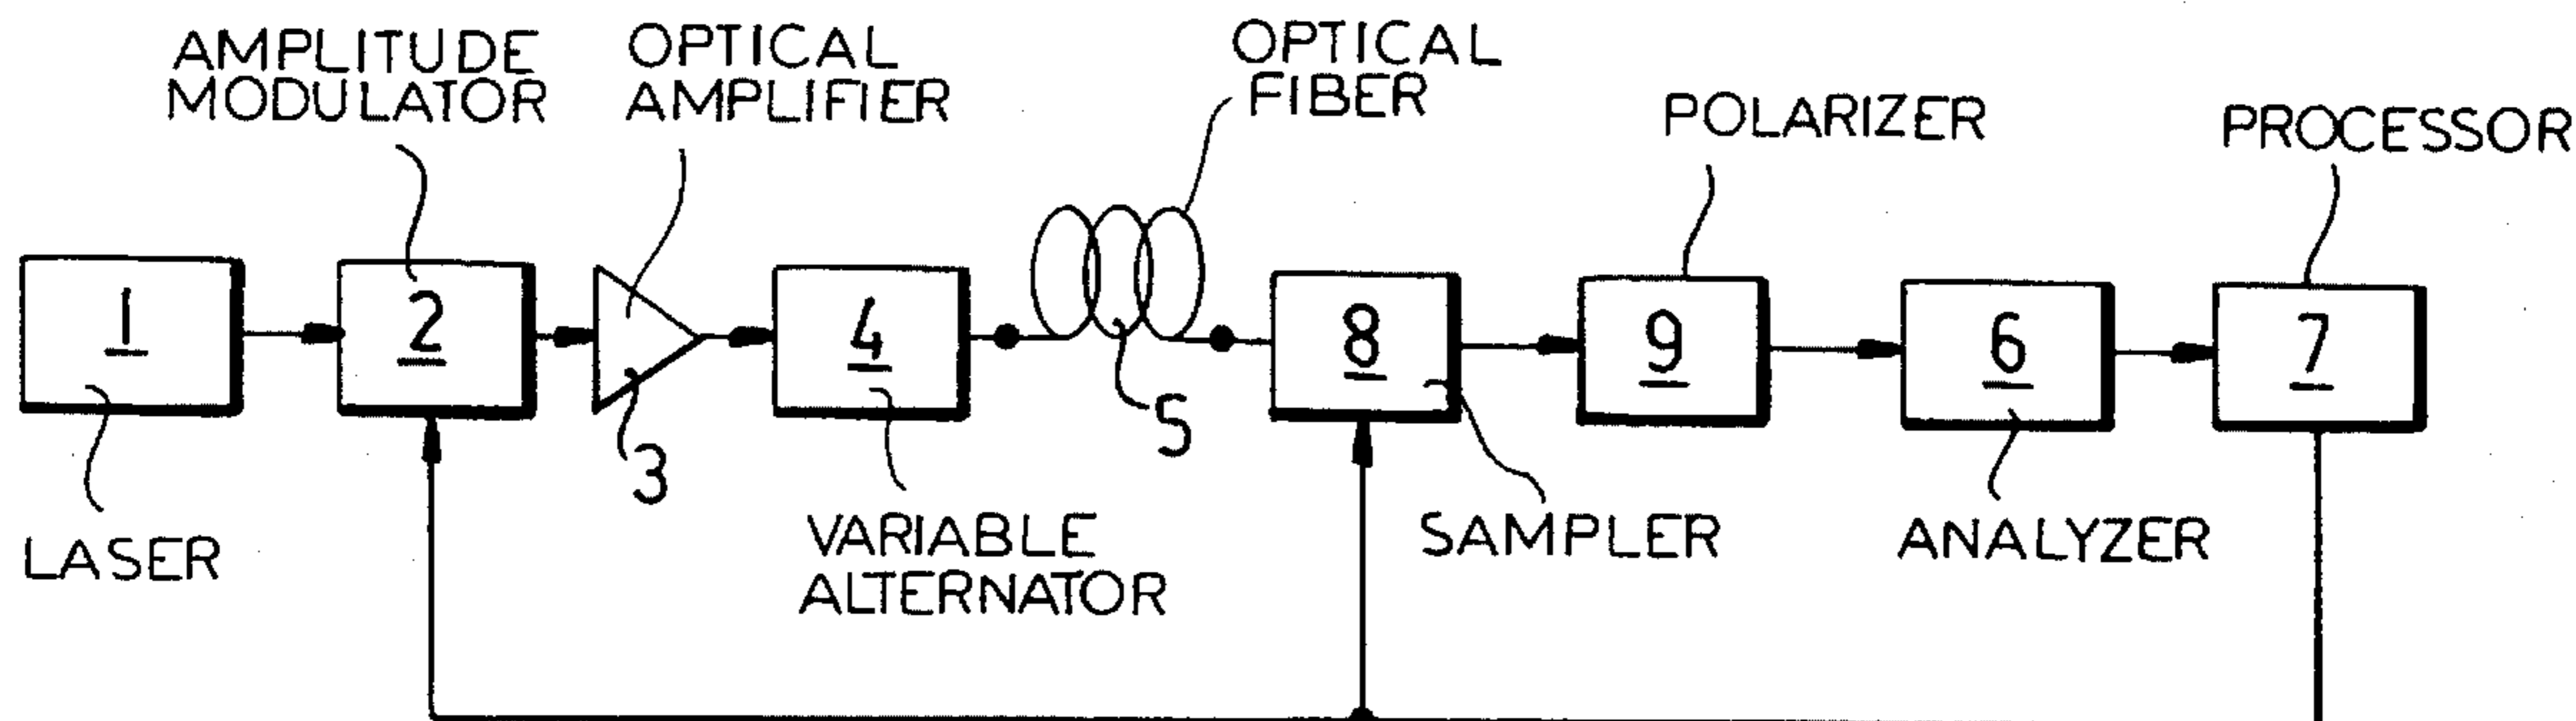 AMPLITUDE
MODULATOR
OPTICAL
AMPLIFIER
OPTICAL
FIBER
POLARIZER
PROCESSOR
1
2
3
4
5
8
9
6
7
LASER
VARIABLE
ALTERNATOR
SAMPLER
ANALYZER